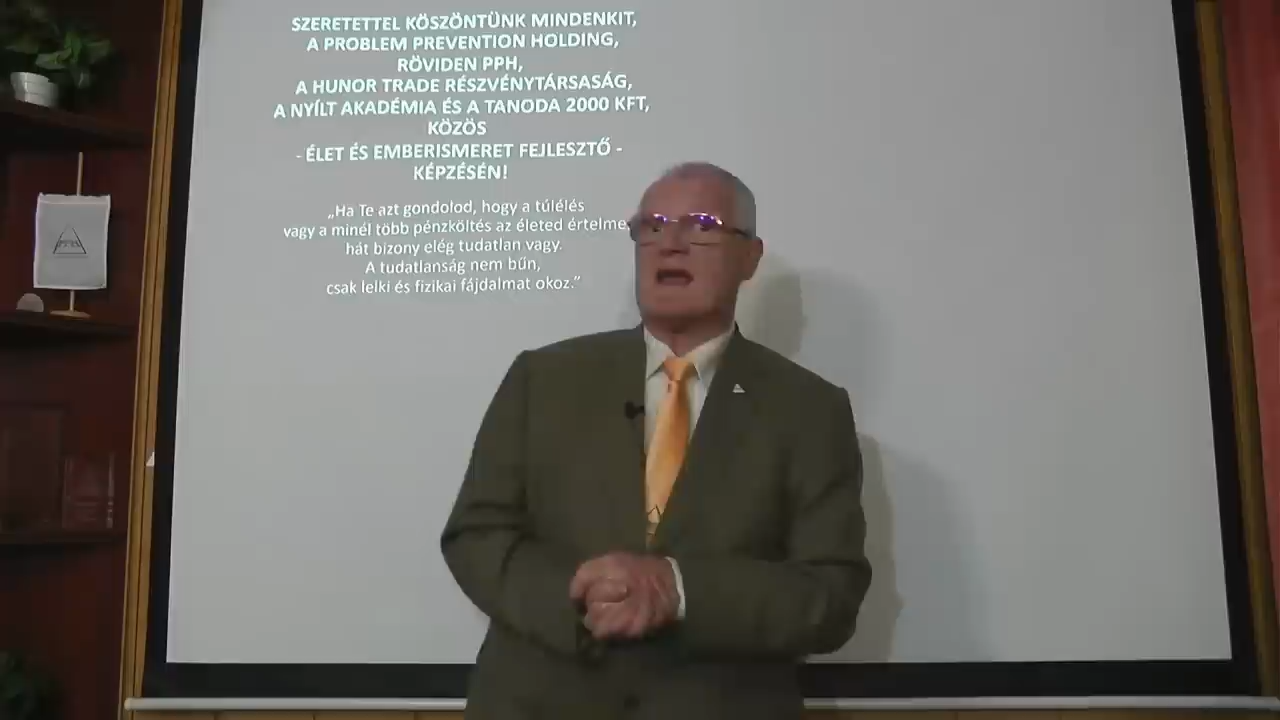 SZERETETTEL KÖSZÖNTÜNK MINDENKIT,
A PROBLEM PREVENTION HOLDING,
RÖVIDEN PPH,
A HUNOR TRADE RÉSZVÉNYTÁRSASÁG,
A NYÍLT AKADÉMIA ÉS A TANODA 2000 KFT,
KÖZÖS
- ÉLET ÉS EMBERISMERET FEJLESZTŐ -
KÉPZÉSÉN!
„Ha Te azt gondolod, hogy a túlélés
vagy a minél több pénzköltés az életed értelme,
hát bizony elég tudatlan vagy.
A tudatlanság nem bűn,
csak lelki és fizikai fájdalmat okoz.”